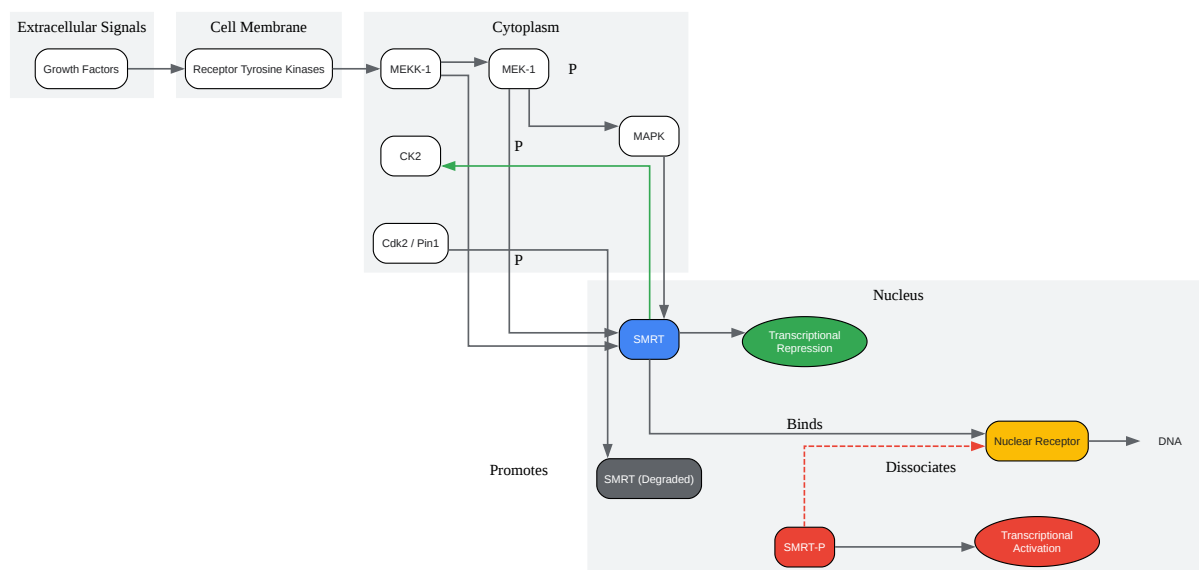 Extracellular Signals
Cell Membrane
Cytoplasm
Growth Factors
Receptor Tyrosine Kinases
MEKK-1
MEK-1
P
MAPK
P
CK2
Cdk2 / Pin1
P
Nucleus
SMRT
Transcriptional
Repression
Binds
Nuclear Receptor
DNA
Dissociates
Promotes
SMRT (Degraded)
SMRT-P
Transcriptional
Activation